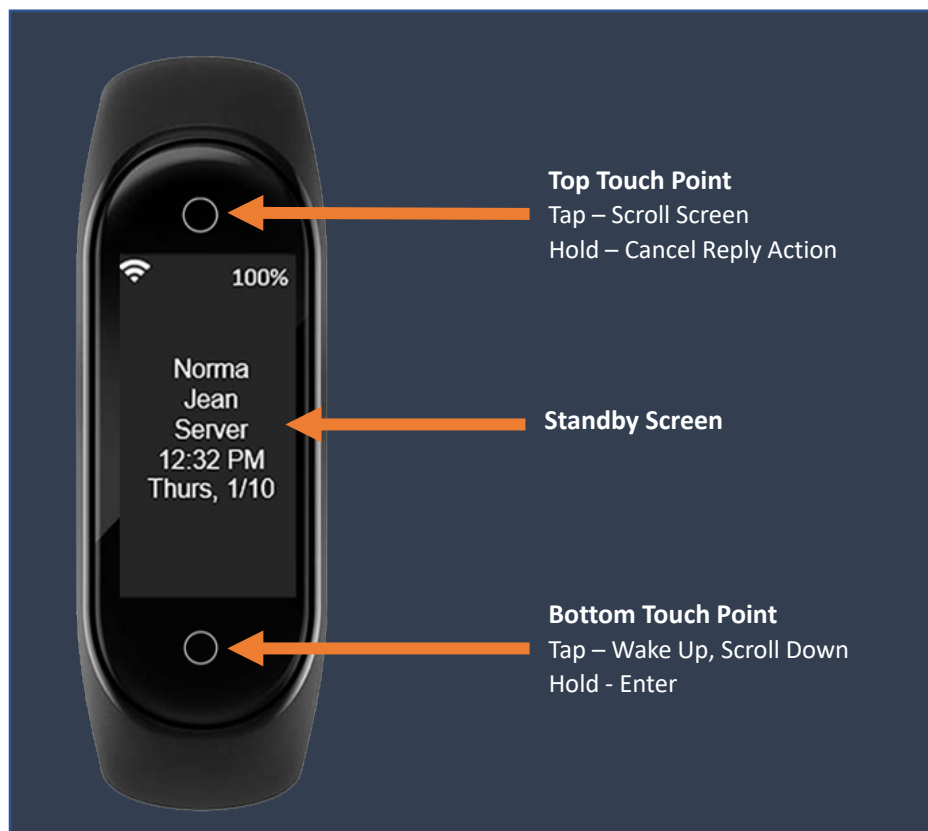 Top Touch Point
Tap – Scroll Screen
Hold – Cancel Reply Action
100%
Norma
Jean
Server
12:32 PM
Thurs, 1/10
Standby Screen
Bottom Touch Point
Tap – Wake Up, Scroll Down
Hold - Enter